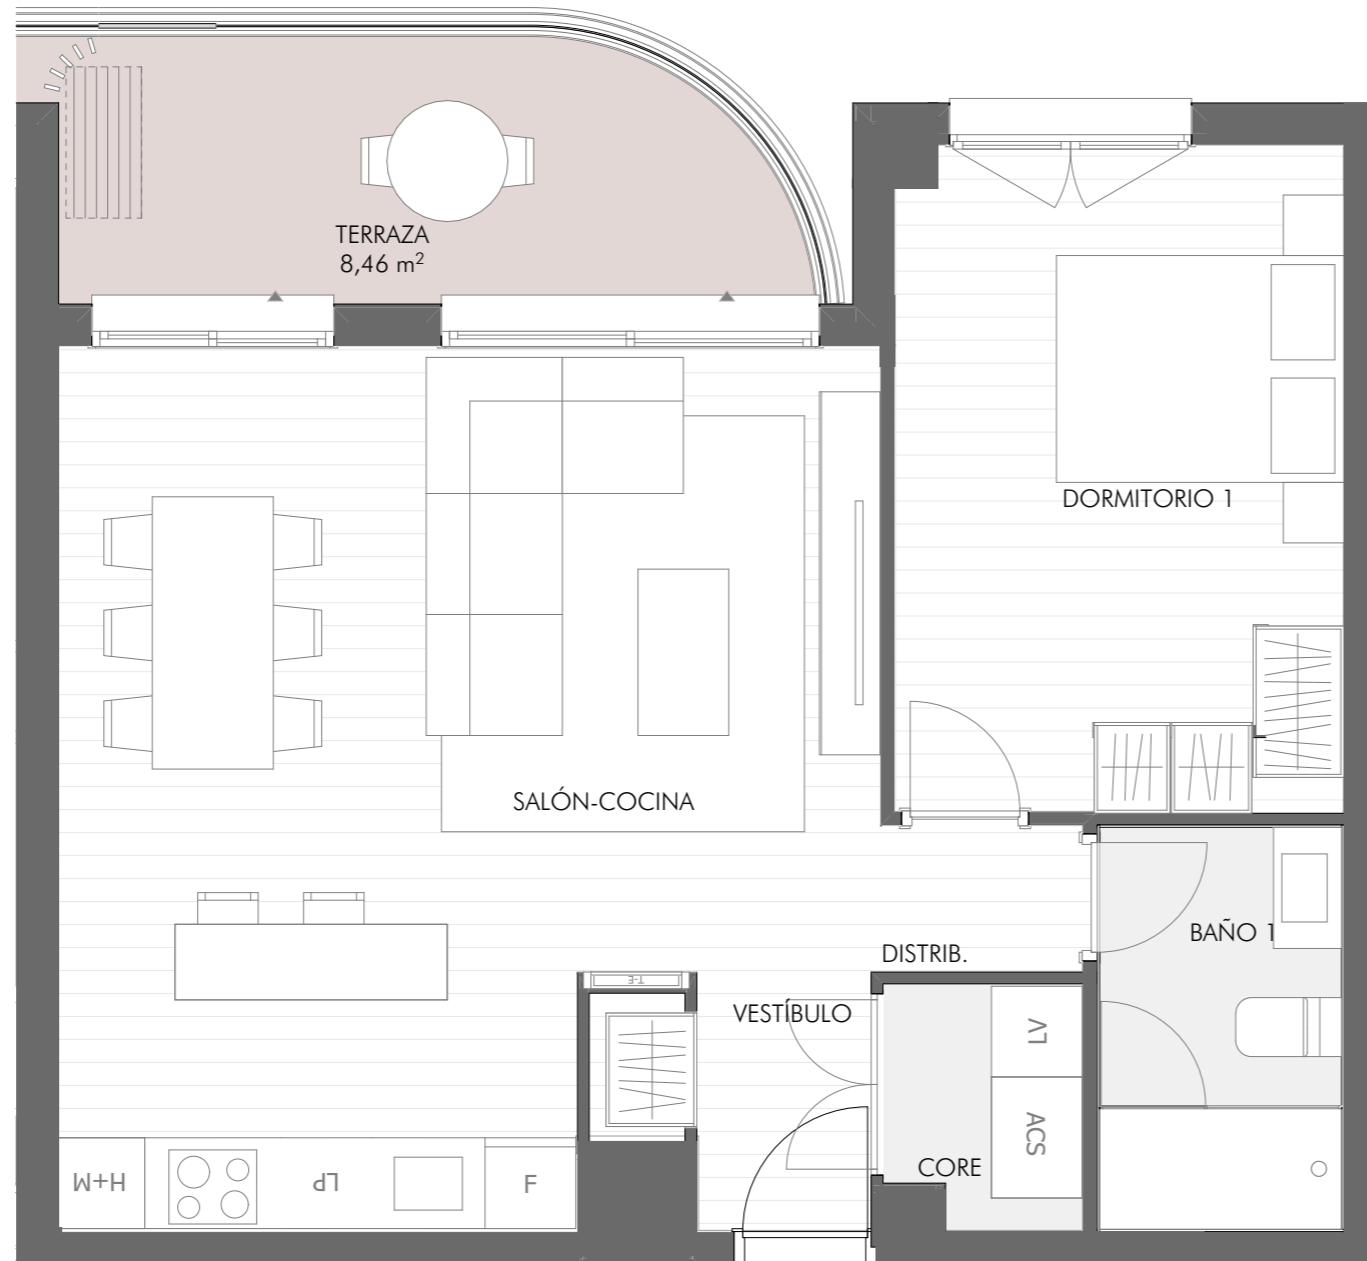 TERRAZA
8,46 m²
DORMITORIO 1
SALÓN-COCINA
BAÑO 1
DISTRIB.
T-E
VESTÍBULO
LV
ACS
CORE
H+M
LP
F